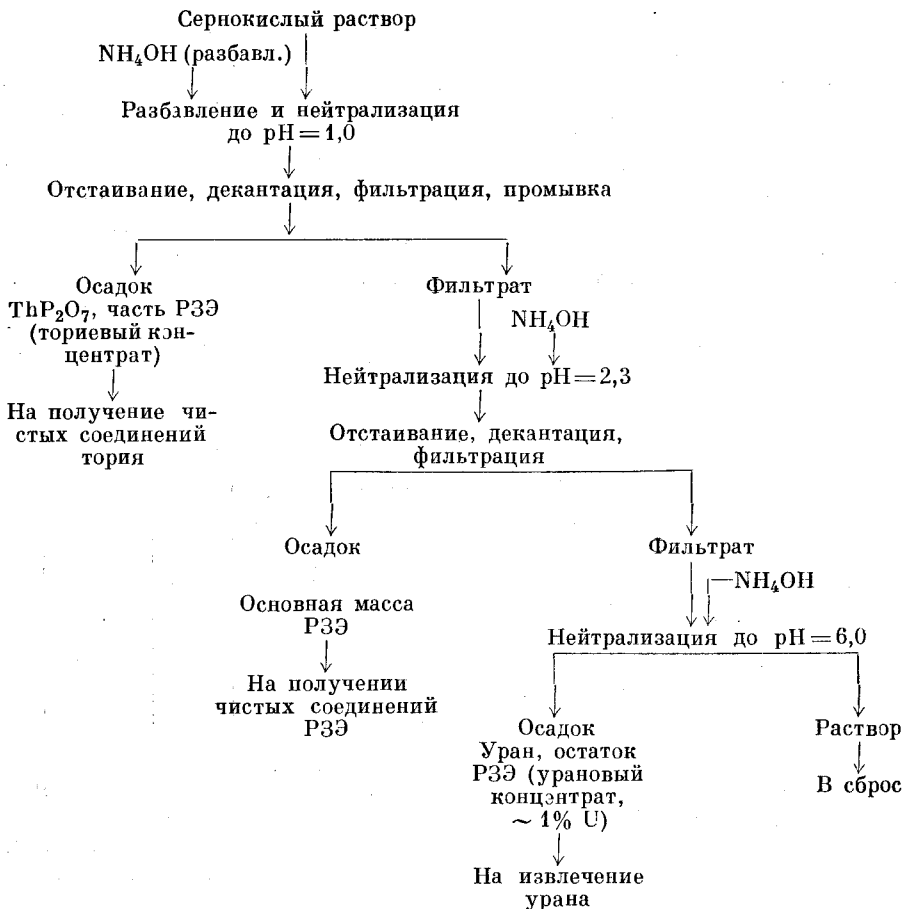 Сернокислый раствор
NH₄OH (разбавл.)
Разбавление и нейтрализация
до pH = 1,0
Отстаивание, декантация, фильтрация, промывка
Осадок
ThP₂O₇, часть РЗЭ
(ториевый кон-
центрат)
На получение чи-
стых соединений
тория
Фильтрат
NH₄OH
Нейтрализация до pH = 2,3
Отстаивание, декантация,
фильтрация
Осадок
Основная масса
РЗЭ
На получении
чистых соединений
РЗЭ
Фильтрат
NH₄OH
Нейтрализация до pH = 6,0
Осадок
Уран, остаток
РЗЭ (урановый
концентрат,
~ 1% U)
На извлечение
урана
Раствор
В сброс